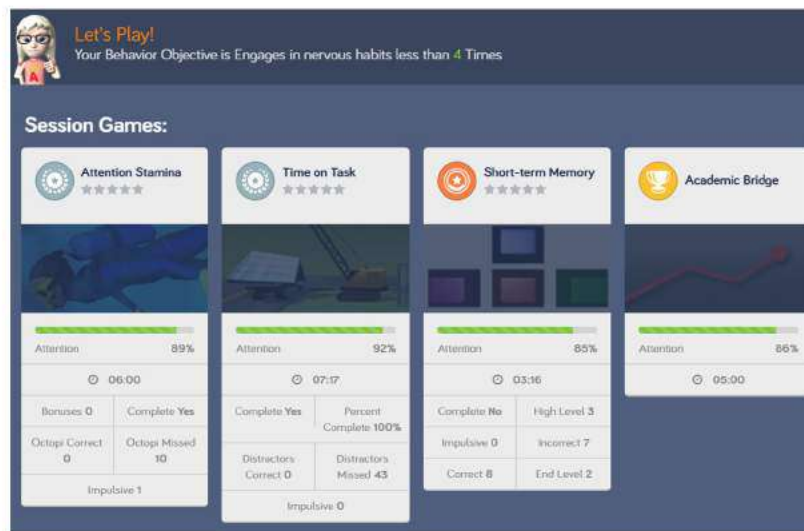 Let's Play!
Your Behavior Objective is Engages in nervous habits less than 4 Times
A
Session Games:
Attention Stamina
Attention 89%
06:00
Bonuses 0
Complete Yes
Octopi Correct
0
Octopi Missed
10
Impulsive 1
Time on Task
Attention 92%
07:17
Complete Yes
Percent
Complete 100%
Distractors
Correct 0
Distractors
Missed 43
Impulsive 0
Short-term Memory
Attention 85%
03:16
Complete No
High Level 3
Impulsive 0
Incorrect 7
Correct 8
End Level 2
Academic Bridge
Attention 86%
05:00